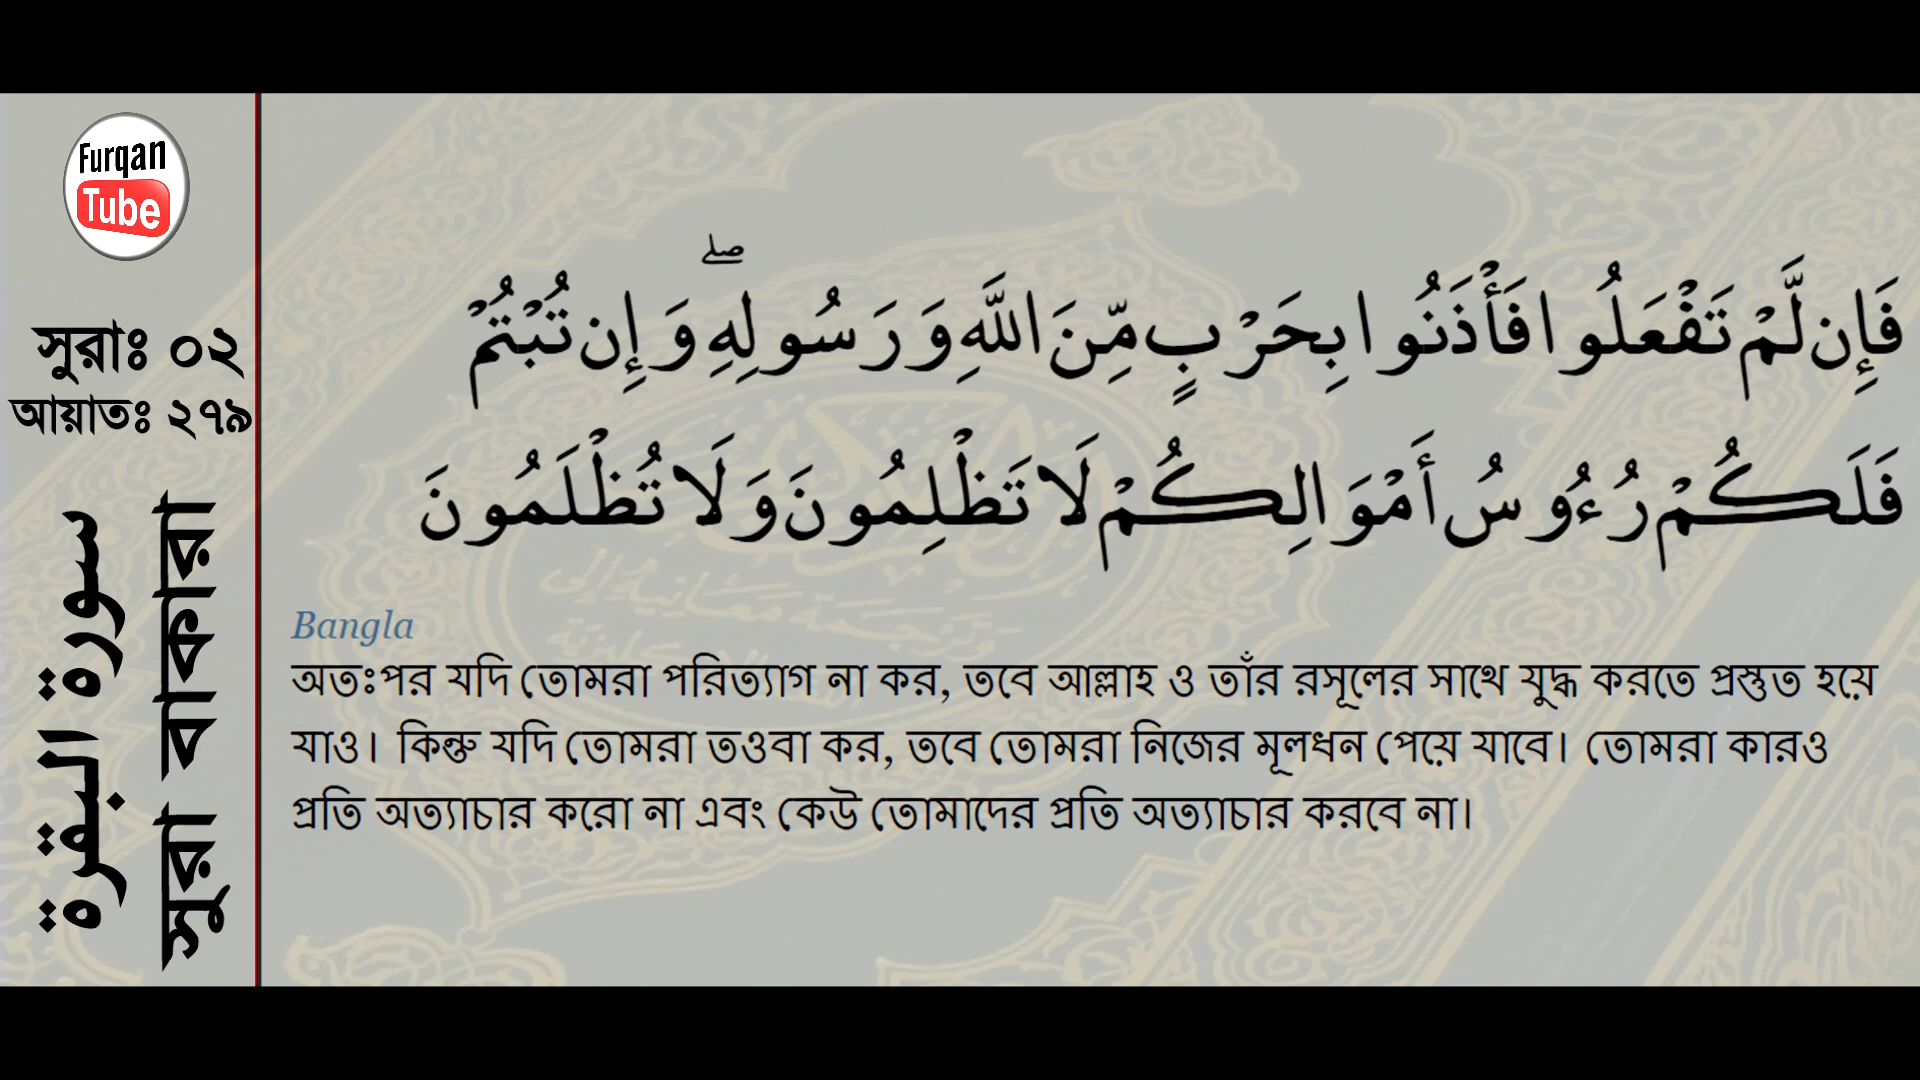 Furqan
Tube
সুরাঃ ০২
আয়াতঃ ২৭৯
سورة البقرة
সুরা বাকারা
فَإِن لَّمْ تَفْعَلُوا فَأْذَنُوا بِحَرْبٍ مِّنَ اللَّهِ وَرَسُولِهِ ۖ وَإِن تُبْتُمْ
فَلَكُمْ رُءُوسُ أَمْوَالِكُمْ لَا تَظْلِمُونَ وَلَا تُظْلَمُونَ
Bangla
অতঃপর যদি তোমরা পরিত্যাগ না কর, তবে আল্লাহ ও তাঁর রসূলের সাথে যুদ্ধ করতে প্রস্তুত হয়ে
যাও। কিন্তু যদি তোমরা তওবা কর, তবে তোমরা নিজের মূলধন পেয়ে যাবে। তোমরা কারও
প্রতি অত্যাচার করো না এবং কেউ তোমাদের প্রতি অত্যাচার করবে না।